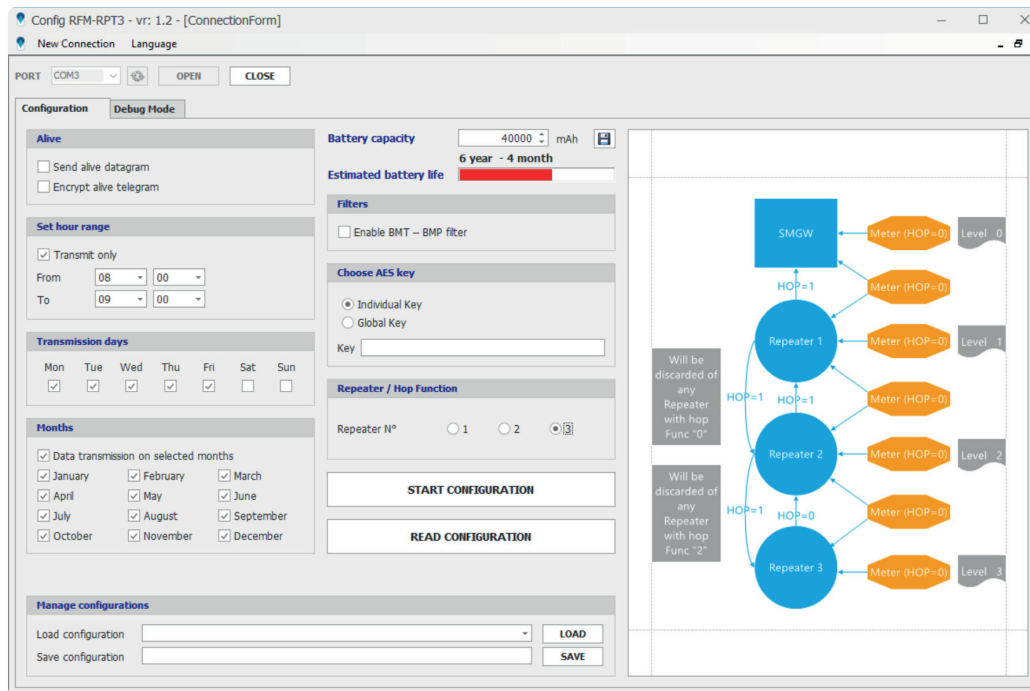 Config RFM-RPT3 - vr: 1.2 - [ConnectionForm]
New Connection Language
PORT COM3 OPEN CLOSE
Configuration Debug Mode
Alive
Send alive datagram
Encrypt alive telegram
Set hour range
Transmit only
From 08 00
To 09 00
Transmission days
Mon Tue Wed Thu Fri Sat Sun
Months
Data transmission on selected months
January February March
April May June
July August September
October November December
Battery capacity 40000 mAh
6 year - 4 month
Estimated battery life
Filters
Enable BMT – BMP filter
Choose AES key
Individual Key
Global Key
Key
Repeater / Hop Function
Repeater N° 1 2 3
START CONFIGURATION
READ CONFIGURATION
Manage configurations
Load configuration LOAD
Save configuration SAVE
SMGW Meter (HOP=0) Level 0
HOP=1 Meter (HOP=0)
Repeater 1 Meter (HOP=0) Level 1
Will be
discarded of
any
Repeater
with hop
Func "0"
HOP=1 HOP=1 Meter (HOP=0)
Repeater 2 Meter (HOP=0) Level 2
Will be
discarded of
any
Repeater
with hop
Func "2"
HOP=1 HOP=0 Meter (HOP=0)
Repeater 3 Meter (HOP=0) Level 3